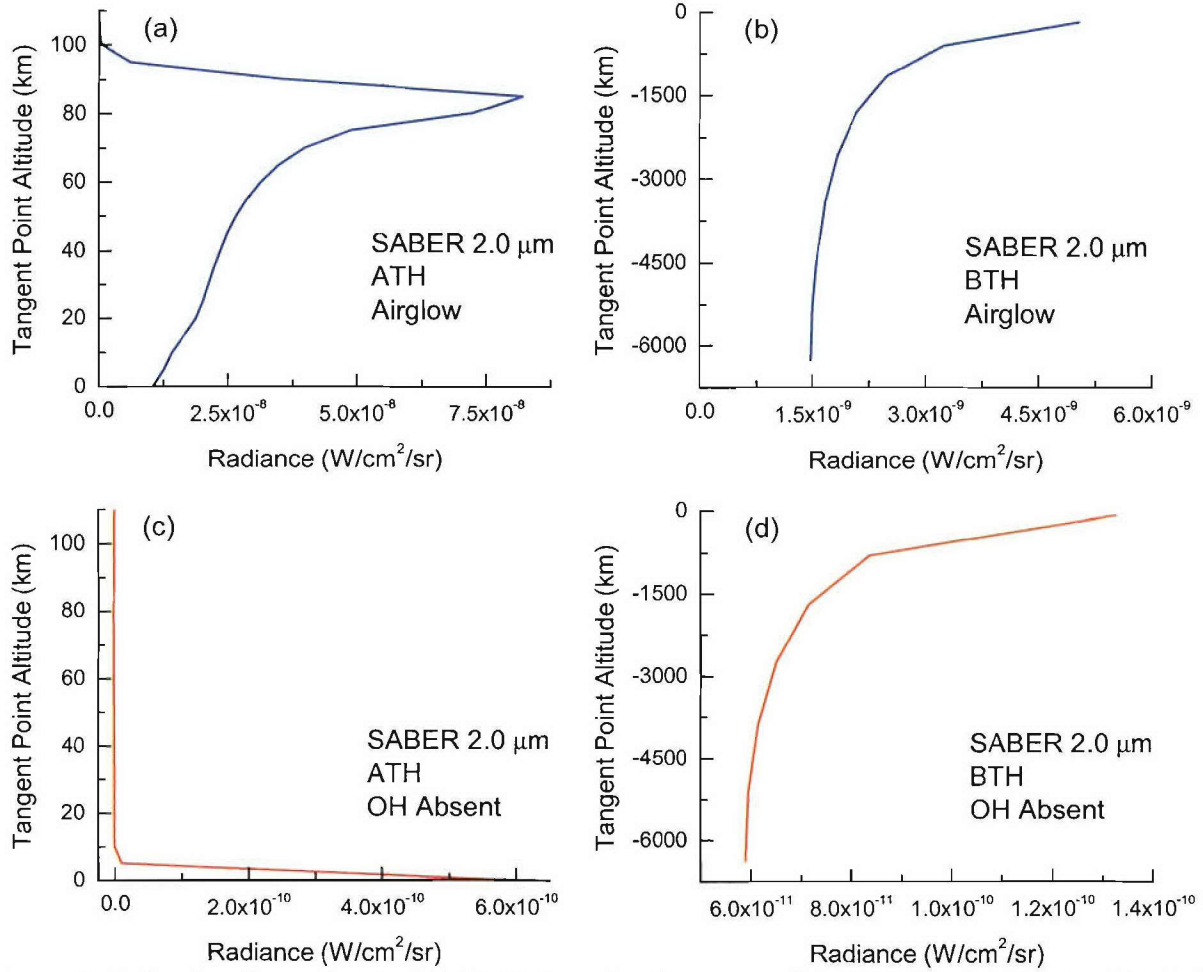 (a)
100
80
60
40
20
0
Tangent Point Altitude (km)
SABER 2.0 μm
ATH
Airglow
0.0 2.5x10⁻⁸ 5.0x10⁻⁸ 7.5x10⁻⁸
Radiance (W/cm²/sr)
(b)
0
-1500
-3000
-4500
-6000
Tangent Point Altitude (km)
SABER 2.0 μm
BTH
Airglow
0.0 1.5x10⁻⁹ 3.0x10⁻⁹ 4.5x10⁻⁹ 6.0x10⁻⁹
Radiance (W/cm²/sr)
(c)
100
80
60
40
20
0
Tangent Point Altitude (km)
SABER 2.0 μm
ATH
OH Absent
0.0 2.0x10⁻¹⁰ 4.0x10⁻¹⁰ 6.0x10⁻¹⁰
Radiance (W/cm²/sr)
(d)
0
-1500
-3000
-4500
-6000
Tangent Point Altitude (km)
SABER 2.0 μm
BTH
OH Absent
6.0x10⁻¹¹ 8.0x10⁻¹¹ 1.0x10⁻¹⁰ 1.2x10⁻¹⁰ 1.4x10⁻¹⁰
Radiance (W/cm²/sr)